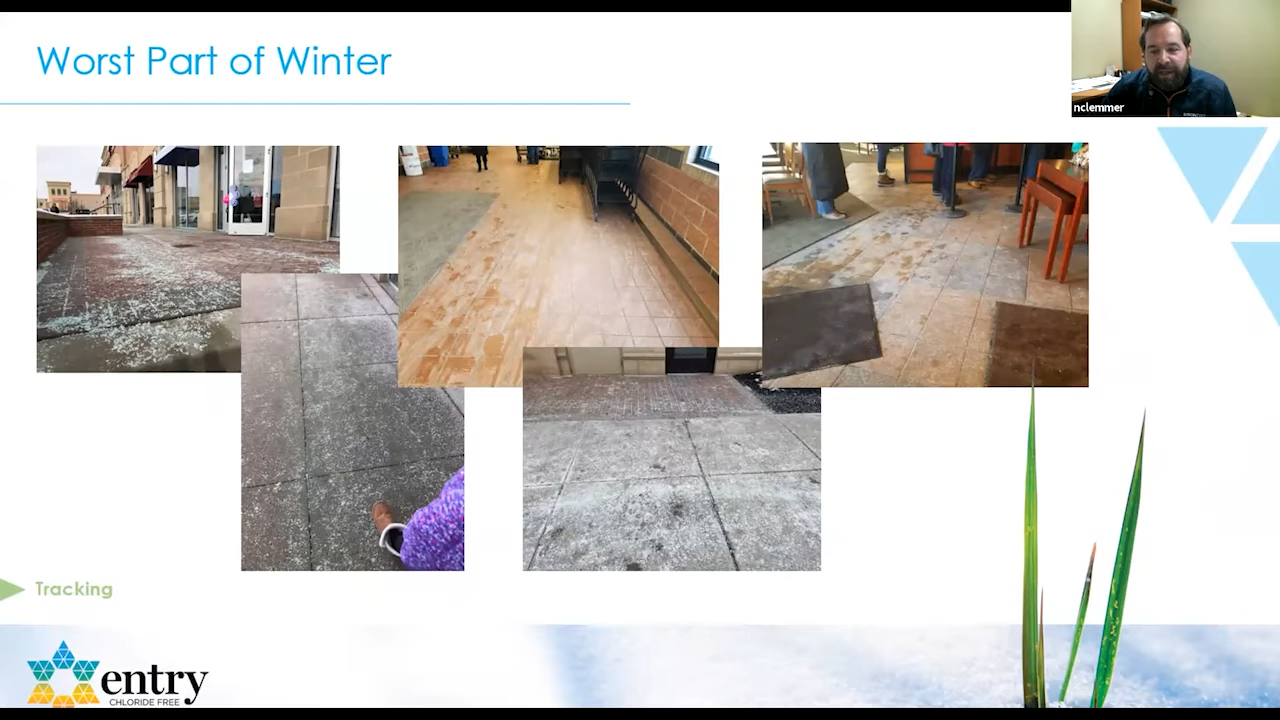 Worst Part of Winter
nclemmer
Tracking
entry
CHLORIDE FREE